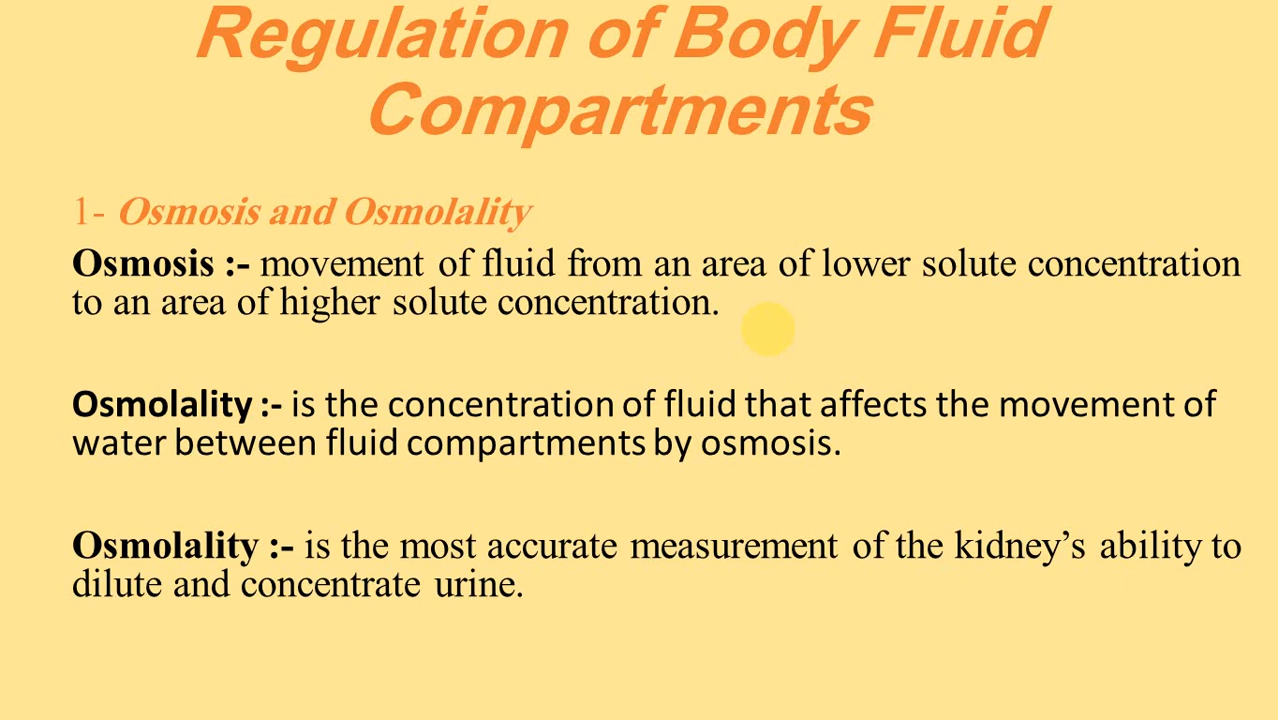 Regulation of Body Fluid
Compartments
1- Osmosis and Osmolality
Osmosis :- movement of fluid from an area of lower solute concentration
to an area of higher solute concentration.
Osmolality :- is the concentration of fluid that affects the movement of
water between fluid compartments by osmosis.
Osmolality :- is the most accurate measurement of the kidney’s ability to
dilute and concentrate urine.